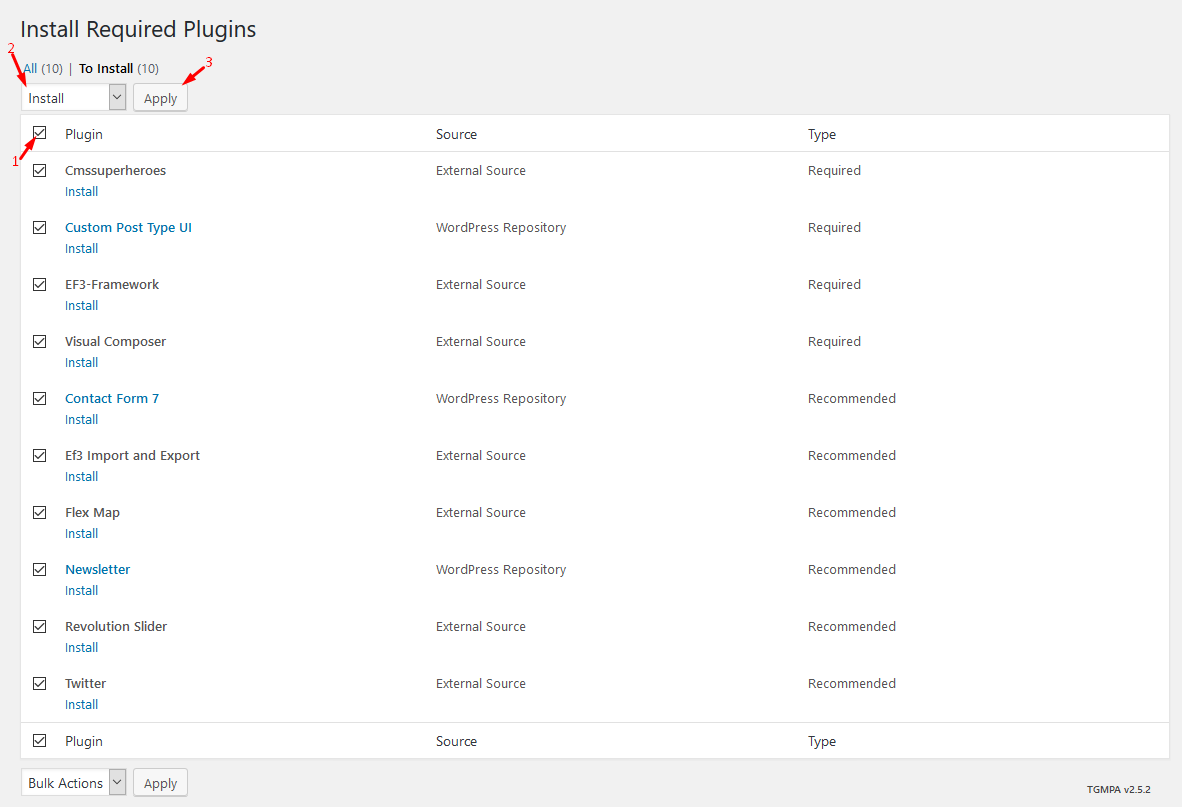 Install Required Plugins
2
All (10) | To Install (10)
3
Install Apply
Plugin Source Type
1
Cmssuperheroes External Source Required
Install
Custom Post Type UI WordPress Repository Required
Install
EF3-Framework External Source Required
Install
Visual Composer External Source Required
Install
Contact Form 7 WordPress Repository Recommended
Install
Ef3 Import and Export External Source Recommended
Install
Flex Map External Source Recommended
Install
Newsletter WordPress Repository Recommended
Install
Revolution Slider External Source Recommended
Install
Twitter External Source Recommended
Install
Plugin Source Type
Bulk Actions Apply
TGMPA v2.5.2